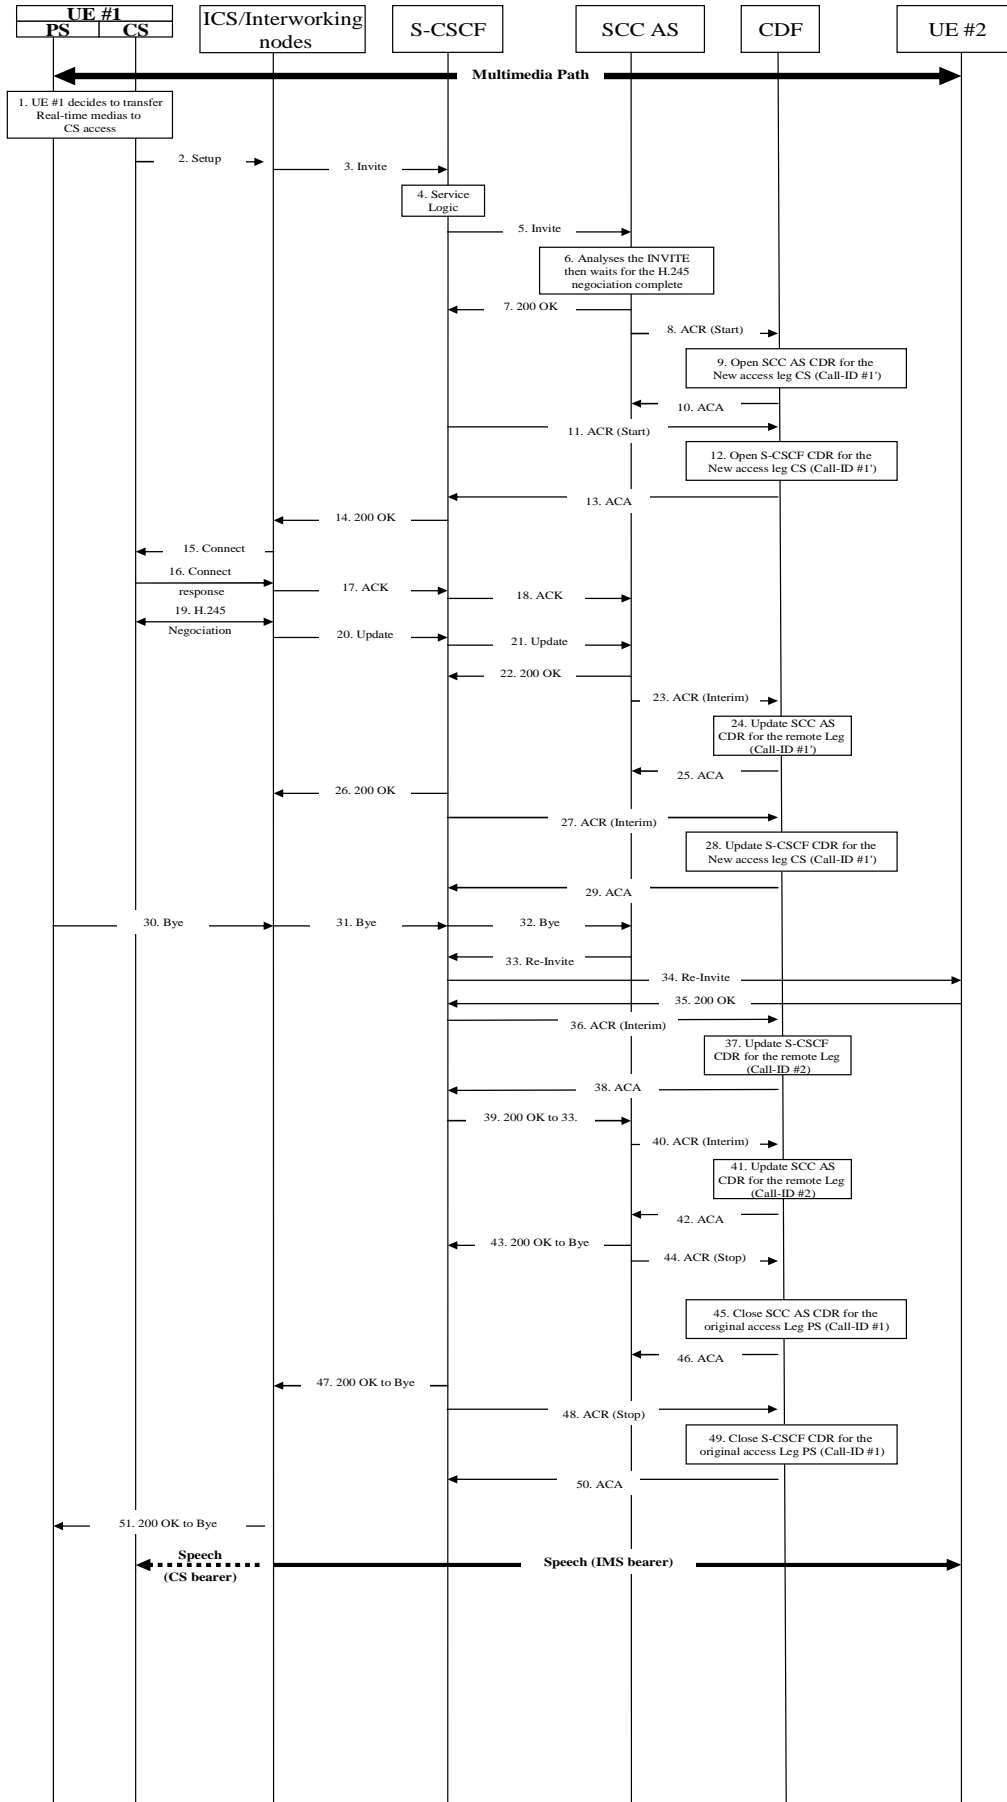 UE #1
PS
CS
ICS/Interworking
nodes
S-CSCF
SCC AS
CDF
UE #2
Multimedia Path
1. UE #1 decides to transfer
Real-time medias to
CS access
2. Setup
3. Invite
4. Service
Logic
5. Invite
6. Analyses the INVITE
then waits for the H.245
negociation complete
7. 200 OK
8. ACR (Start)
9. Open SCC AS CDR for the
New access leg CS (Call-ID #1')
10. ACA
11. ACR (Start)
12. Open S-CSCF CDR for the
New access leg CS (Call-ID #1')
13. ACA
14. 200 OK
15. Connect
16. Connect
response
17. ACK
18. ACK
19. H.245
Negociation
20. Update
21. Update
22. 200 OK
23. ACR (Interim)
24. Update SCC AS
CDR for the remote Leg
(Call-ID #1')
25. ACA
26. 200 OK
27. ACR (Interim)
28. Update S-CSCF CDR for the
New access leg CS (Call-ID #1')
29. ACA
30. Bye
31. Bye
32. Bye
33. Re-Invite
34. Re-Invite
35. 200 OK
36. ACR (Interim)
37. Update S-CSCF
CDR for the remote Leg
(Call-ID #2)
38. ACA
39. 200 OK to 33.
40. ACR (Interim)
41. Update SCC AS
CDR for the remote Leg
(Call-ID #2)
42. ACA
43. 200 OK to Bye
44. ACR (Stop)
45. Close SCC AS CDR for the
original access Leg PS (Call-ID #1)
46. ACA
47. 200 OK to Bye
48. ACR (Stop)
49. Close S-CSCF CDR for the
original access Leg PS (Call-ID #1)
50. ACA
51. 200 OK to Bye
Speech
(CS bearer)
Speech (IMS bearer)